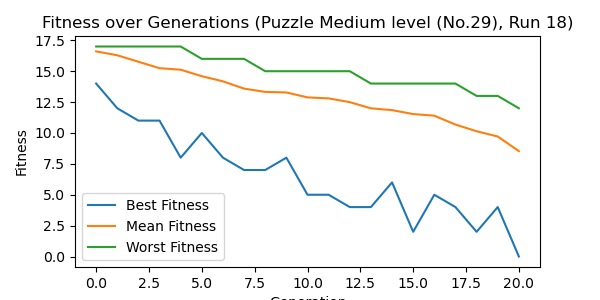 Fitness over Generations (Puzzle Medium level (No.29), Run 18)
17.5
15.0
12.5
10.0
7.5
5.0
2.5
0.0
Fitness
Best Fitness
Mean Fitness
Worst Fitness
0.0 2.5 5.0 7.5 10.0 12.5 15.0 17.5 20.0
Generation